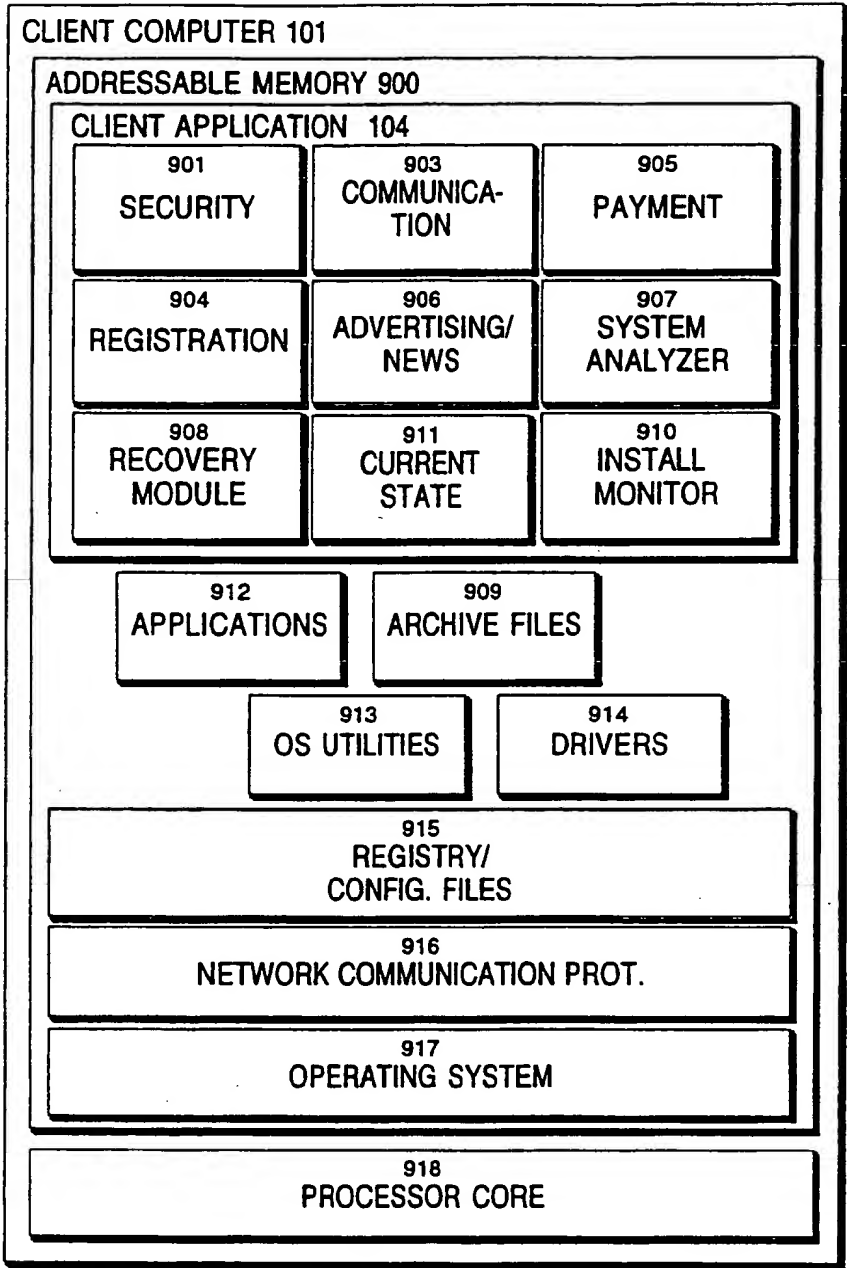 CLIENT COMPUTER 101
ADDRESSABLE MEMORY 900
CLIENT APPLICATION 104
901
SECURITY
903
COMMUNICA-
TION
905
PAYMENT
904
REGISTRATION
906
ADVERTISING/
NEWS
907
SYSTEM
ANALYZER
908
RECOVERY
MODULE
911
CURRENT
STATE
910
INSTALL
MONITOR
912
APPLICATIONS
909
ARCHIVE FILES
913
OS UTILITIES
914
DRIVERS
915
REGISTRY/
CONFIG. FILES
916
NETWORK COMMUNICATION PROT.
917
OPERATING SYSTEM
918
PROCESSOR CORE